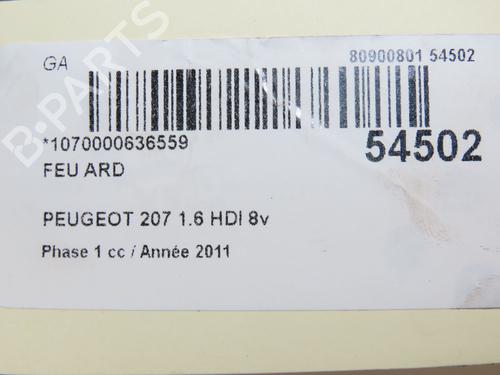 GA
80900801 54502
*1070000636559
54502
FEU ARD
PEUGEOT 207 1.6 HDI 8v
Phase 1 cc / Année 2011
B-PARTS